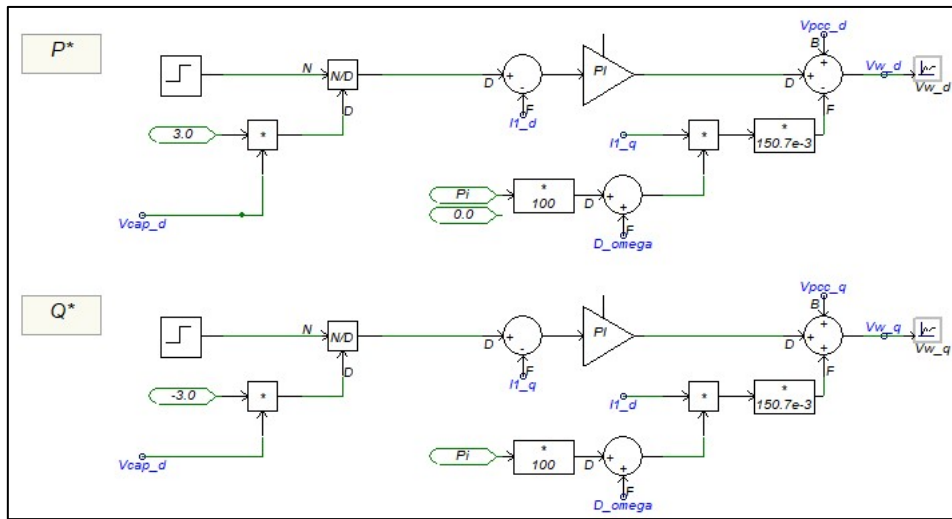 P*
N
N/D
D
3.0
*
Vcap_d
D
+
-
F
I1_d
PI
Vpcc_d
B
+
+
-
D
F
Vw_d
Vw_d
I1_q
*
*
150.7e-3
Pi
0.0
*
100
D
+
+
F
D_omega
Q*
N
N/D
D
-3.0
*
Vcap_d
D
+
-
F
I1_q
PI
Vpcc_q
B
+
+
+
D
F
Vw_q
Vw_q
I1_d
*
*
150.7e-3
Pi
*
100
D
+
+
F
D_omega